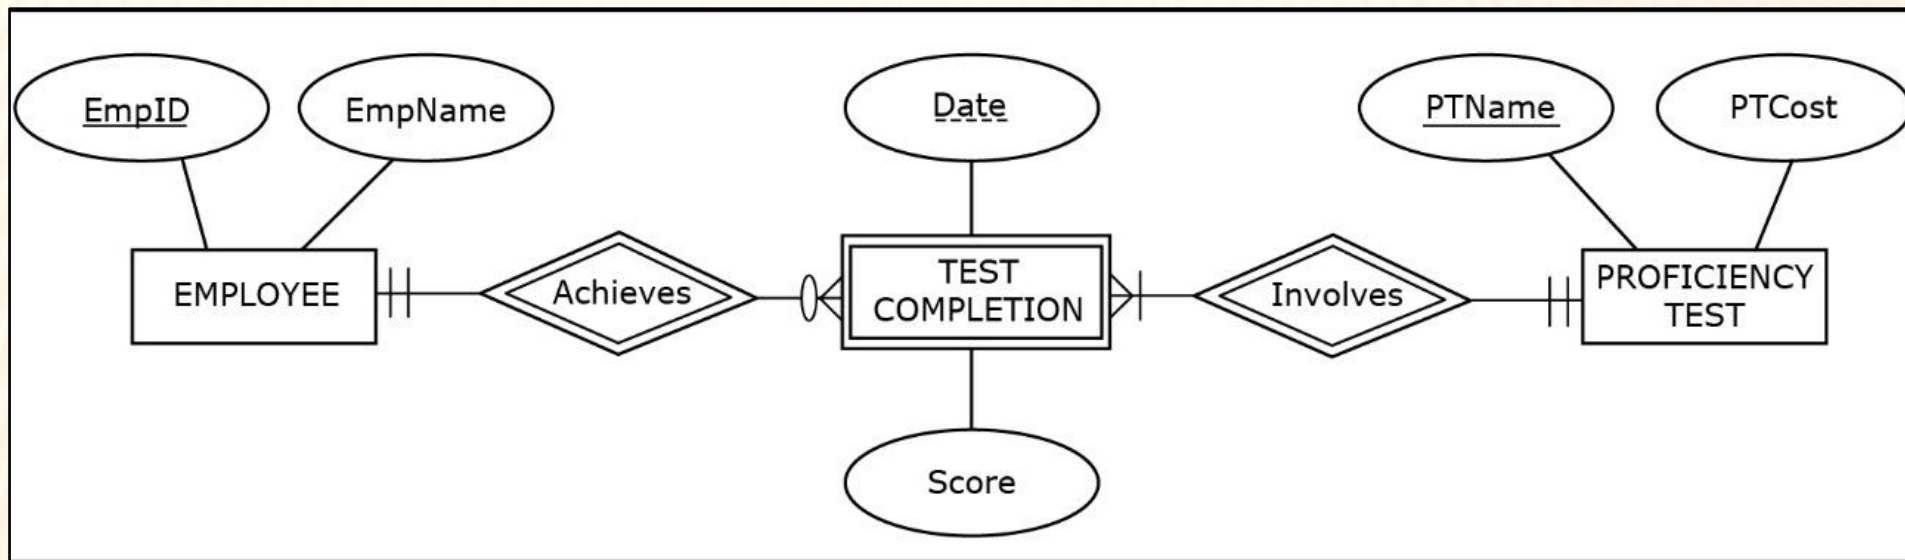 EmpID
EmpName
Date
PTName
PTCost
EMPLOYEE
Achieves
TEST
COMPLETION
Involves
PROFICIENCY
TEST
Score